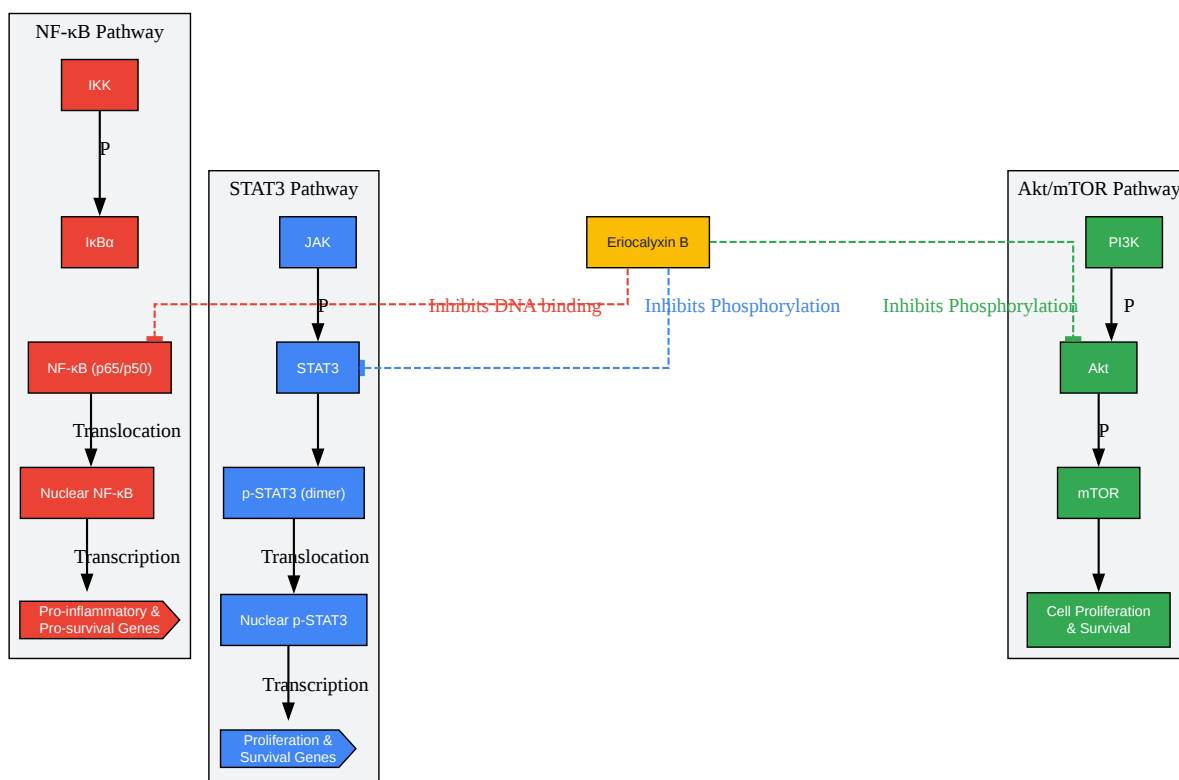 NF-κB Pathway
IKK
P
IκBα
NF-κB (p65/p50)
Translocation
Nuclear NF-κB
Transcription
Pro-inflammatory &
Pro-survival Genes
STAT3 Pathway
JAK
P
STAT3
p-STAT3 (dimer)
Translocation
Nuclear p-STAT3
Transcription
Proliferation &
Survival Genes
Eriocalyxin B
Inhibits DNA binding
Inhibits Phosphorylation
Inhibits Phosphorylation
Akt/mTOR Pathway
PI3K
P
Akt
P
mTOR
Cell Proliferation
& Survival